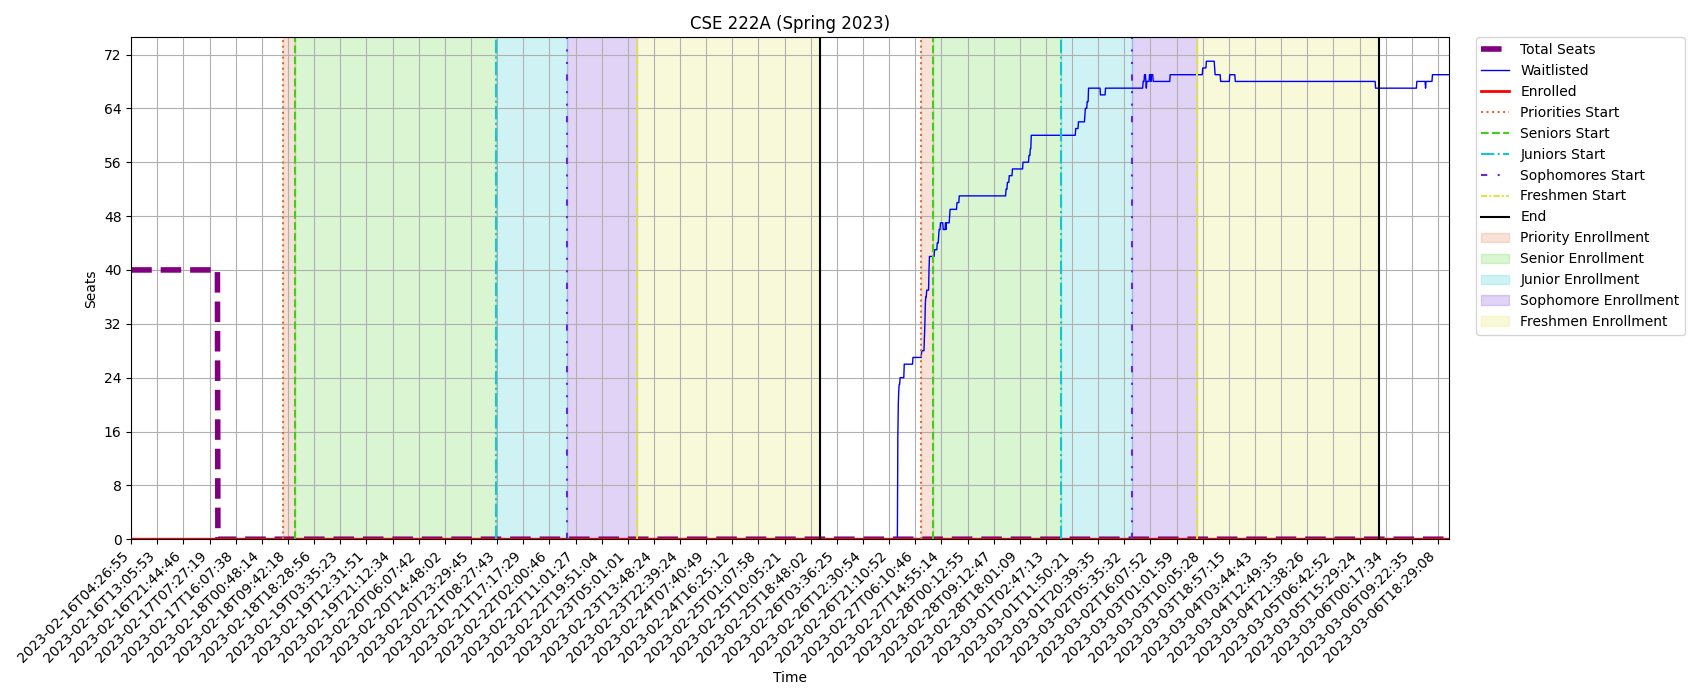 CSE 222A (Spring 2023)
Seats
72
64
56
48
40
32
24
16
8
0
2023-02-16T04:26:55
2023-02-16T13:05:53
2023-02-16T21:44:46
2023-02-17T07:27:19
2023-02-17T16:07:38
2023-02-18T00:48:14
2023-02-18T09:42:18
2023-02-18T18:28:56
2023-02-19T03:35:23
2023-02-19T12:31:51
2023-02-19T21:12:34
2023-02-20T06:07:42
2023-02-20T14:48:02
2023-02-20T23:29:45
2023-02-21T08:27:43
2023-02-21T17:17:29
2023-02-22T02:00:46
2023-02-22T11:01:27
2023-02-22T19:51:04
2023-02-23T05:01:01
2023-02-23T13:48:24
2023-02-23T22:39:24
2023-02-24T07:40:49
2023-02-24T16:25:12
2023-02-25T01:07:58
2023-02-25T10:05:21
2023-02-25T18:48:02
2023-02-26T03:36:25
2023-02-26T12:30:54
2023-02-26T21:10:52
2023-02-27T06:10:46
2023-02-27T14:55:14
2023-02-28T00:12:55
2023-02-28T09:12:47
2023-02-28T18:01:09
2023-03-01T02:47:13
2023-03-01T11:50:21
2023-03-01T20:39:35
2023-03-02T05:35:32
2023-03-02T16:07:52
2023-03-03T01:01:59
2023-03-03T10:05:28
2023-03-03T18:57:15
2023-03-04T03:44:43
2023-03-04T12:49:35
2023-03-04T21:38:26
2023-03-05T06:42:52
2023-03-05T15:29:24
2023-03-06T00:17:34
2023-03-06T09:22:35
2023-03-06T18:29:08
Time
Total Seats
Waitlisted
Enrolled
Priorities Start
Seniors Start
Juniors Start
Sophomores Start
Freshmen Start
End
Priority Enrollment
Senior Enrollment
Junior Enrollment
Sophomore Enrollment
Freshmen Enrollment